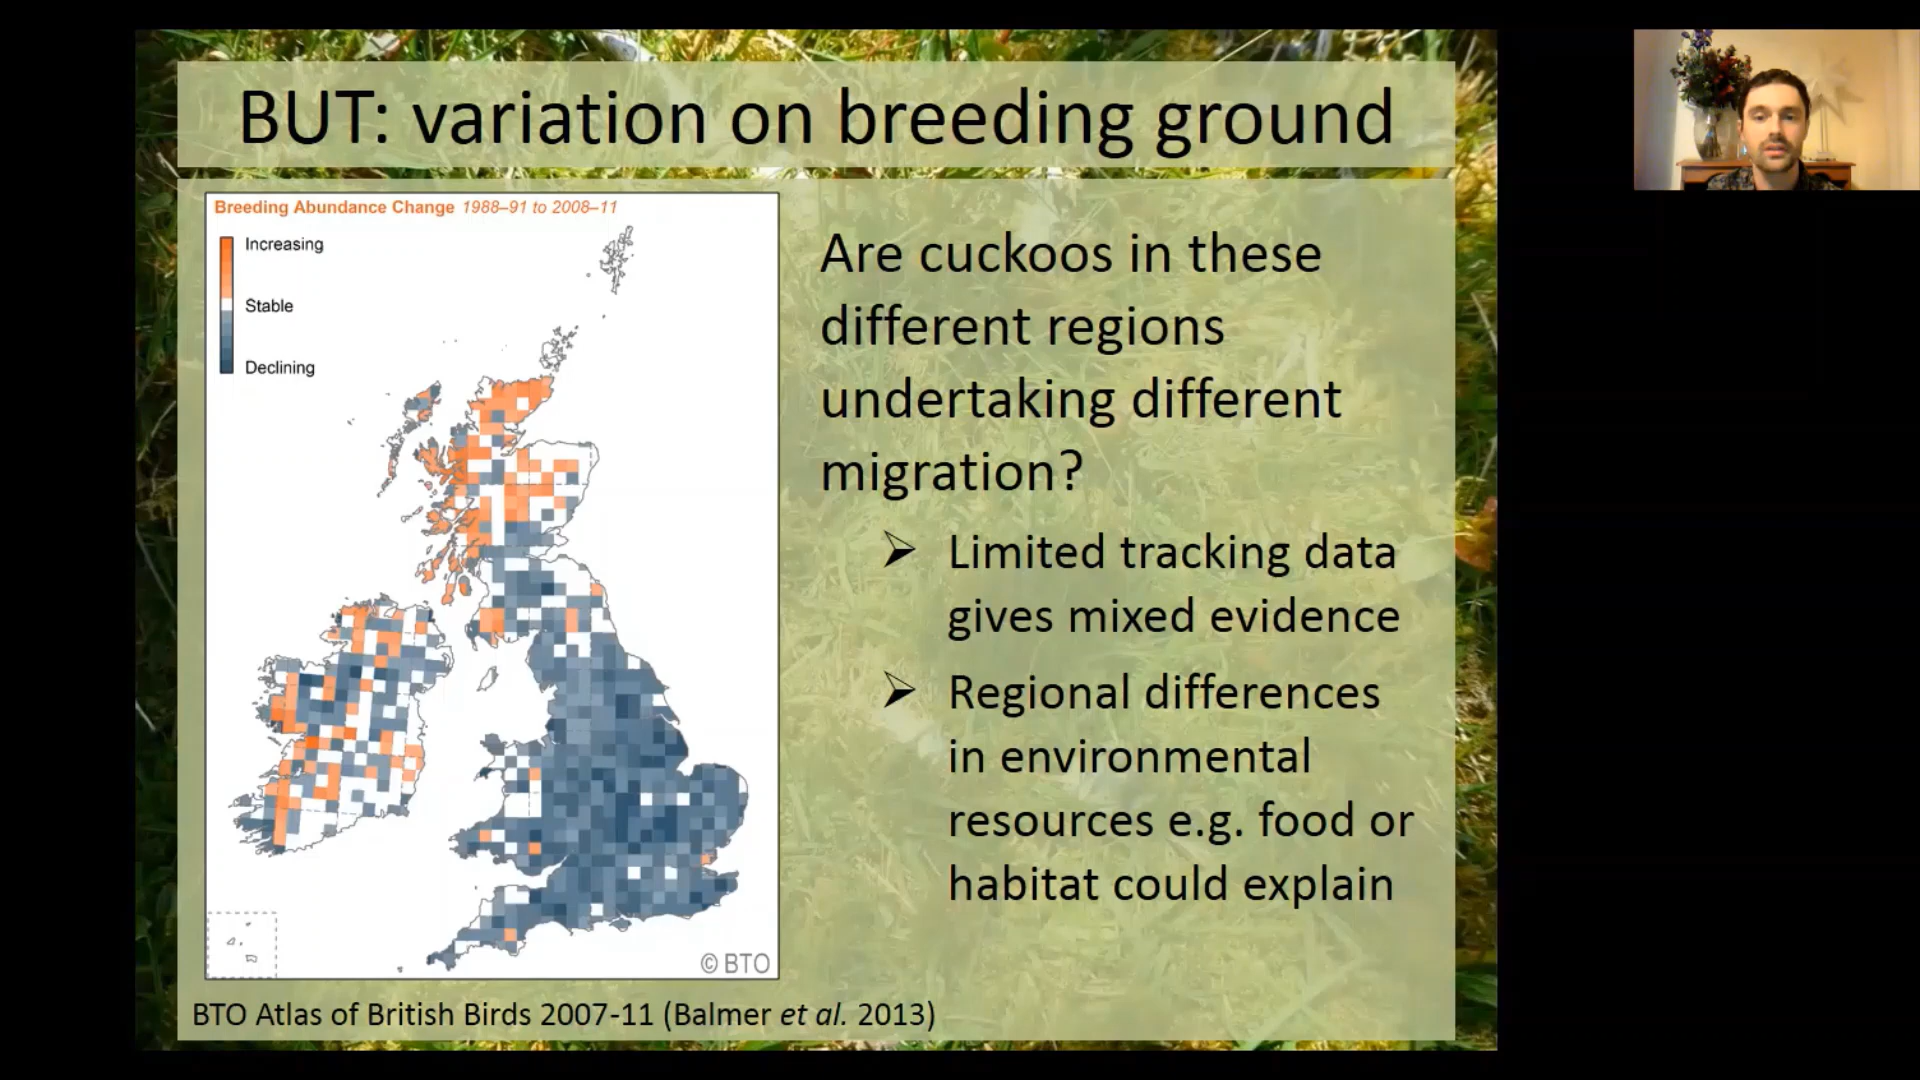 BUT: variation on breeding ground
Breeding Abundance Change 1988–91 to 2008–11
Increasing
Stable
Declining
© BTO
BTO Atlas of British Birds 2007-11 (Balmer et al. 2013)
Are cuckoos in these
different regions
undertaking different
migration?
➢ Limited tracking data
gives mixed evidence
➢ Regional differences
in environmental
resources e.g. food or
habitat could explain